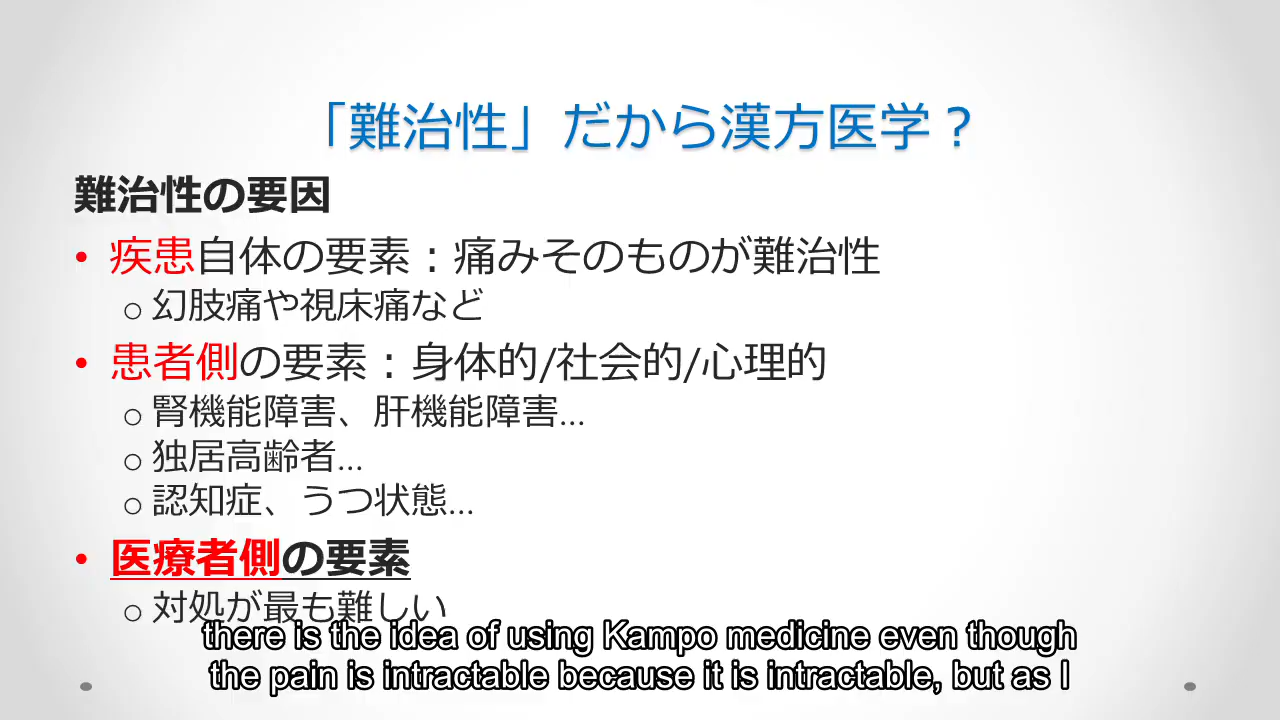 「難治性」だから漢方医学？
難治性の要因
• 疾患自体の要素：痛みそのものが難治性
o 幻肢痛や視床痛など
• 患者側の要素：身体的/社会的/心理的
o 腎機能障害、肝機能障害…
o 独居高齢者…
o 認知症、うつ状態…
• 医療者側の要素
o 対処が最も難しい
there is the idea of using Kampo medicine even though
the pain is intractable because it is intractable, but as I